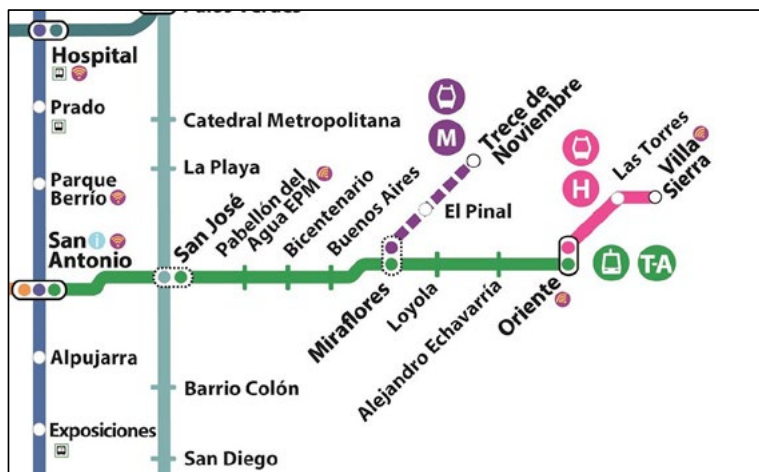 Hospital
Prado
Parque
Berrío
San
Antonio
Alpujarra
Exposiciones
Catedral Metropolitana
La Playa
San José
Pabellón del
Agua EPM
Bicentenario
Buenos Aires
Barrio Colón
San Diego
M
Trece de
Noviembre
El Pinal
Miraflores
Loyola
Alejandro Echavarría
Oriente
H
Las Torres
Villa
Sierra
T-A